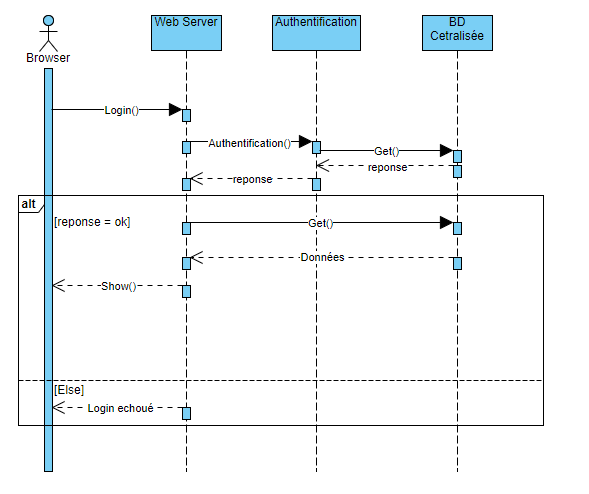 Web Server
Authentification
BD
Cetralisée
Browser
Login()
Authentification()
Get()
reponse
reponse
alt
[reponse = ok]
Get()
Données
Show()
[Else]
Login echoué